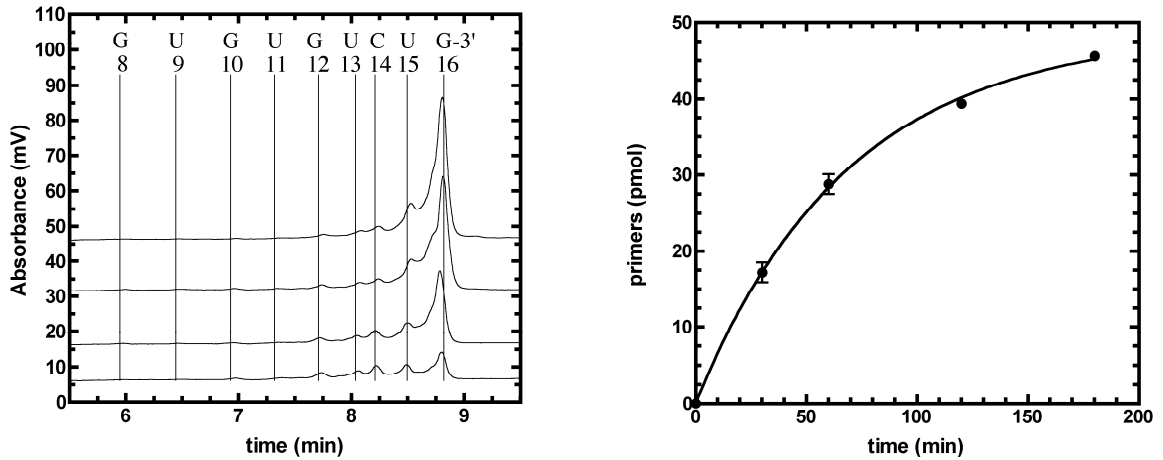 110
100
90
80
70
60
50
40
30
20
10
0
Absorbance (mV)
G U G U G U C U G-3'
8 9 10 11 12 13 14 15 16
6 7 8 9
time (min)
50
40
30
20
10
0
primers (pmol)
0 50 100 150 200
time (min)